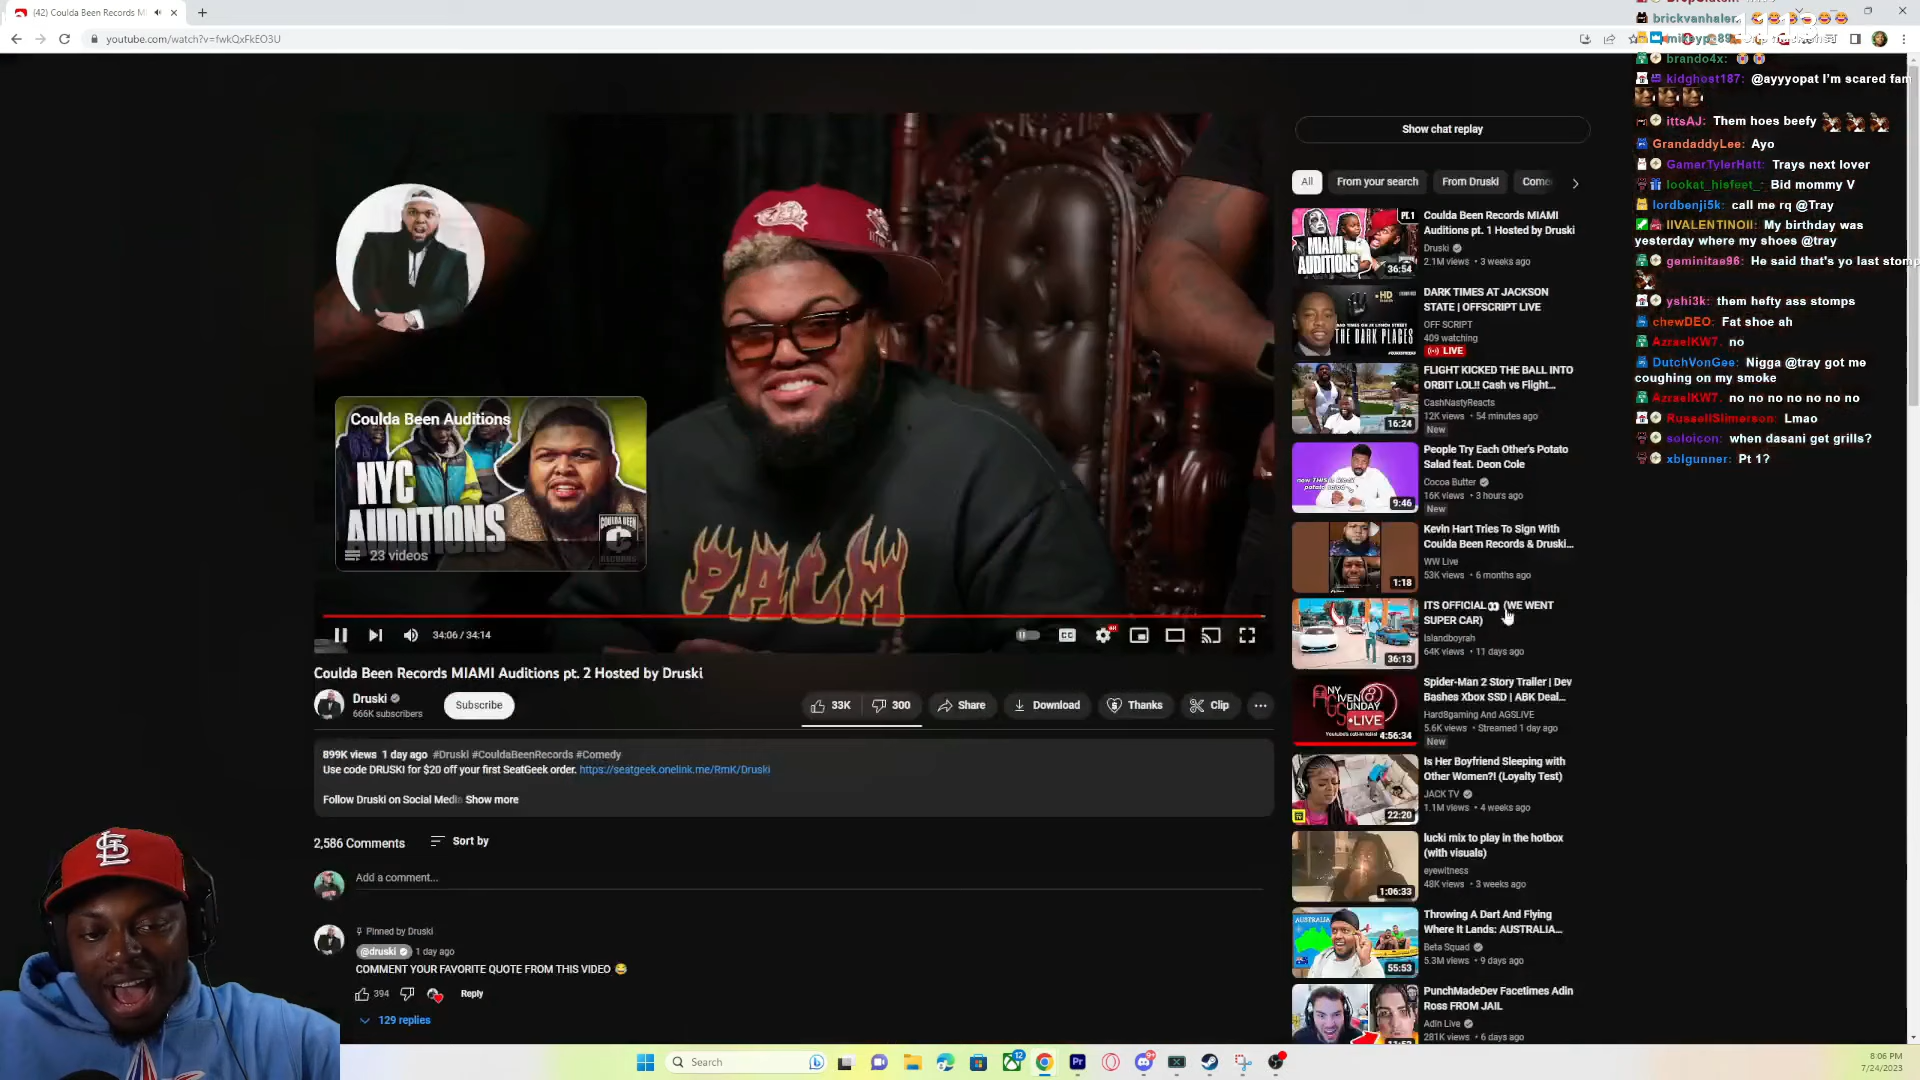 (42) Coulda Been Records M
youtube.com/watch?v=fwkQxFkEO3U
Coulda Been Auditions
NYC
AUDITIONS
COULDA BEEN
23 videos
PALM
34:06 / 34:14
Coulda Been Records MIAMI Auditions pt. 2 Hosted by Druski
Druski
666K subscribers
Subscribe
33K
300
Share
Download
Thanks
Clip
899K views 1 day ago #Druski #CouldaBeenRecords #Comedy
Use code DRUSKI for $20 off your first SeatGeek order. https://seatgeek.onelink.me/RmK/Druski
Follow Druski on Social Media Show more
2,586 Comments
Sort by
Add a comment...
Pinned by Druski
@druski 1 day ago
COMMENT YOUR FAVORITE QUOTE FROM THIS VIDEO 😂
394
Reply
129 replies
Show chat replay
All
From your search
From Druski
PT.1
MIAMI
AUDITIONS
36:54
Coulda Been Records MIAMI
Auditions pt. 1 Hosted by Druski
Druski
2.1M views • 3 weeks ago
HD
THE DARK PLACES
DARK TIMES AT JACKSON
STATE | OFFSCRIPT LIVE
OFF SCRIPT
409 watching
LIVE
16:24
FLIGHT KICKED THE BALL INTO
ORBIT LOL!! Cash vs Flight...
CashNastyReacts
12K views • 54 minutes ago
New
9:46
People Try Each Other's Potato
Salad feat. Deon Cole
Cocoa Butter
16K views • 3 hours ago
New
1:18
Kevin Hart Tries To Sign With
Coulda Been Records & Druski...
WW Live
53K views • 6 months ago
36:13
ITS OFFICIAL👀 (WE WENT
SUPER CAR)
Islandboyrah
64K views • 11 days ago
ANY
GIVEN
SUNDAY
LIVE
4:56:34
Spider-Man 2 Story Trailer | Dev
Bashes Xbox SSD | ABK Deal...
Hard8gaming And AGSLIVE
5.6K views • Streamed 1 day ago
New
22:20
Is Her Boyfriend Sleeping with
Other Women?! (Loyalty Test)
JACK TV
1.1M views • 4 weeks ago
1:06:33
lucki mix to play in the hotbox
(with visuals)
eyewitness
48K views • 3 weeks ago
AUSTRALIA
55:53
Throwing A Dart And Flying
Where It Lands: AUSTRALIA...
Beta Squad
5.3M views • 9 days ago
PunchMadeDev Facetimes Adin
Ross FROM JAIL
Adin Live
281K views • 6 days ago
brickvanhaler: 😂😂😂😂😂😂
brando4x:
kidghost187: @ayyyopat I'm scared fam
ittsAJ: Them hoes beefy
GrandaddyLee: Ayo
GamerTylerHatt: Trays next lover
lookat_hisfeet_: Bid mommy V
lordbenji5k: call me rq @Tray
IIVALENTINOII: My birthday was
yesterday where my shoes @tray
geminitae96: He said that's yo last stomp
yshi3k: them hefty ass stomps
chewDEO: Fat shoe ah
AzraelKW7: no
DutchVonGee: Nigga @tray got me
coughing on my smoke
AzraelKW7: no no no no no no no
RussellSlimerson: Lmao
soloicon: when dasani get grills?
xblgunner: Pt 1?
Search
12
9+
8:06 PM
7/24/2023